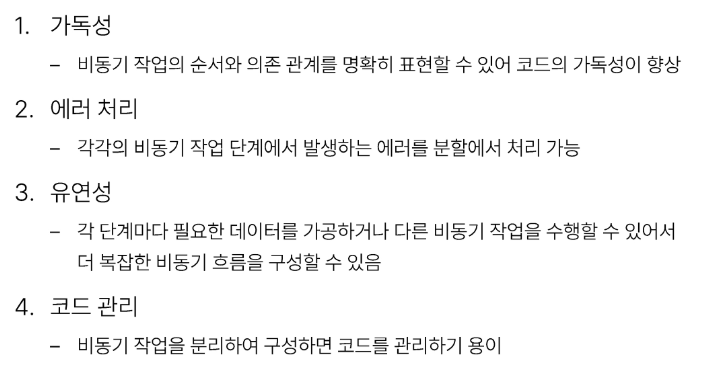 1. 가독성
– 비동기 작업의 순서와 의존 관계를 명확히 표현할 수 있어 코드의 가독성이 향상
2. 에러 처리
– 각각의 비동기 작업 단계에서 발생하는 에러를 분할에서 처리 가능
3. 유연성
– 각 단계마다 필요한 데이터를 가공하거나 다른 비동기 작업을 수행할 수 있어서
더 복잡한 비동기 흐름을 구성할 수 있음
4. 코드 관리
– 비동기 작업을 분리하여 구성하면 코드를 관리하기 용이